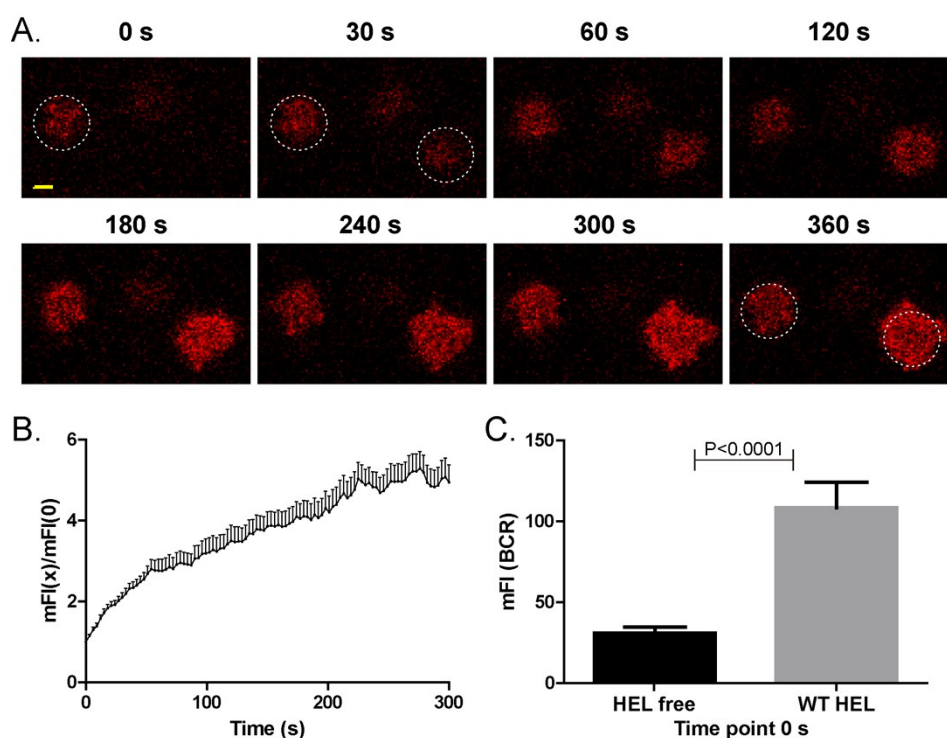 A.
0 s 30 s 60 s 120 s
180 s 240 s 300 s 360 s
B.
6
4
2
0
mFI(x)/mFI(0)
0 100 200 300
Time (s)
C.
150
100
50
0
mFI (BCR)
P<0.0001
HEL free WT HEL
Time point 0 s